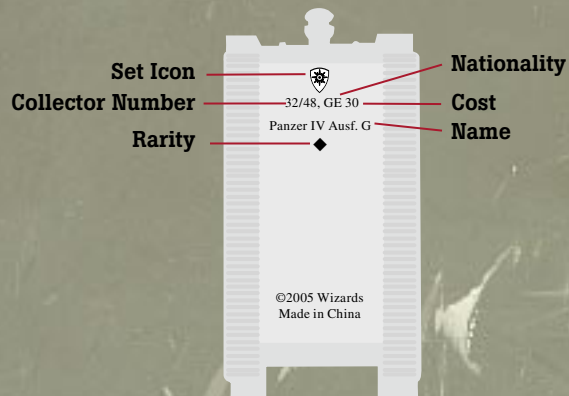 Set Icon
Nationality
Collector Number
32/48, GE 30
Cost
Panzer IV Ausf. G
Name
Rarity
©2005 Wizards
Made in China